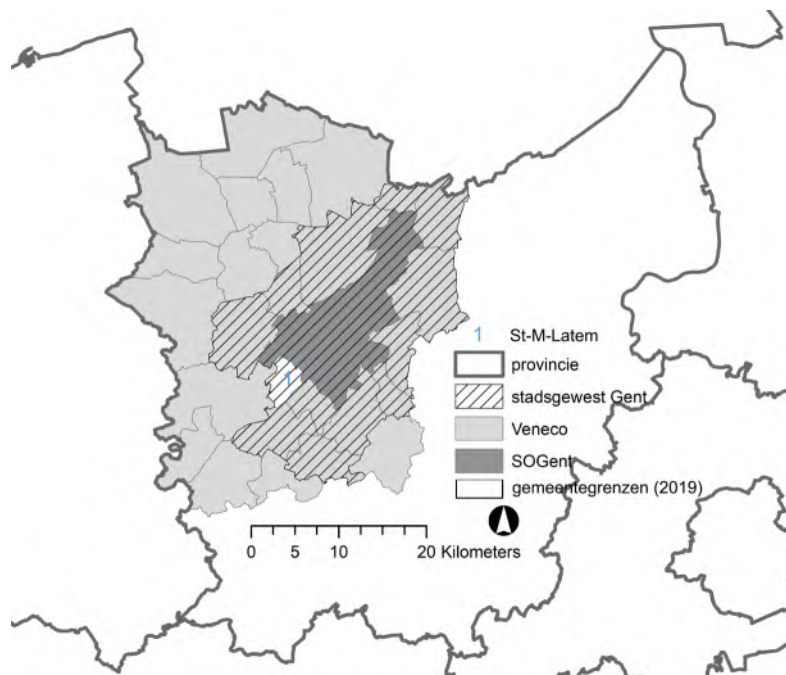 1
1 St-M-Latem
provincie
stadsgewest Gent
Veneco
SOGent
gemeentegrenzen (2019)
0 5 10 20 Kilometers